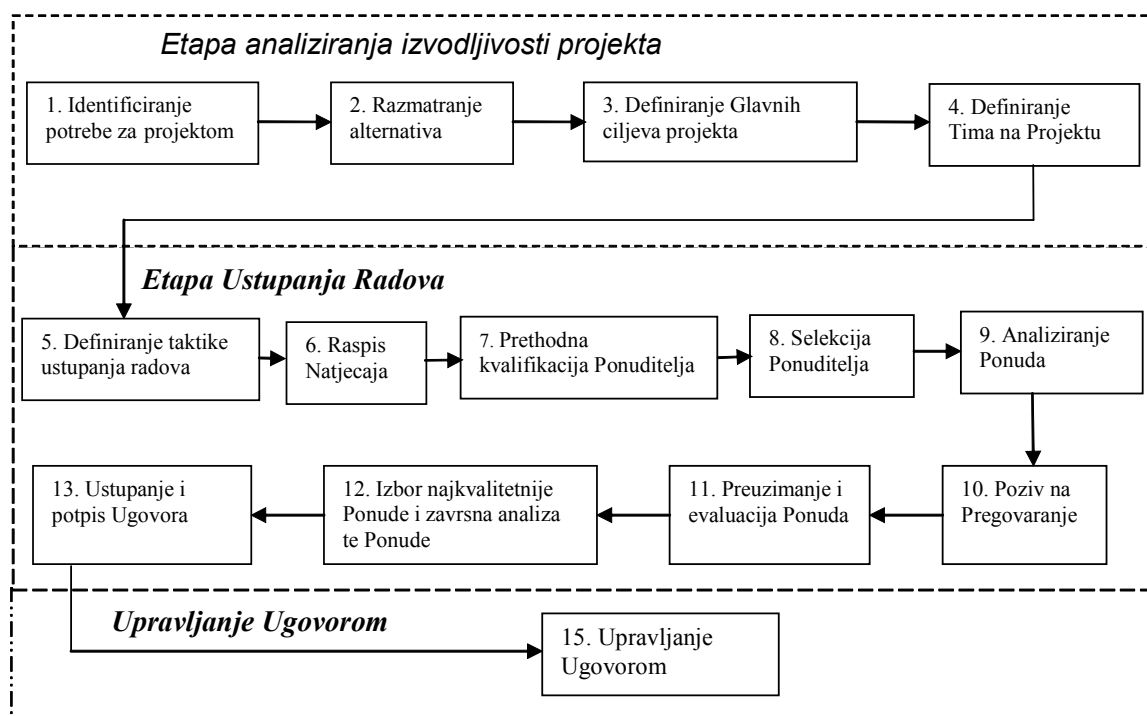 Etapa analiziranja izvodljivosti projekta
1. Identificiranje
potrebe za projektom
2. Razmatranje
alternativa
3. Definiranje Glavnih
ciljeva projekta
4. Definiranje
Tima na Projektu
Etapa Ustupanja Radova
5. Definiranje taktike
ustupanja radova
6. Raspis
Natjecaja
7. Prethodna
kvalifikacija Ponuditelja
8. Selekcija
Ponuditelja
9. Analiziranje
Ponuda
10. Poziv na
Pregovaranje
11. Preuzimanje i
evaluacija Ponuda
12. Izbor najkvalitetnije
Ponude i zavrsna analiza
te Ponude
13. Ustupanje i
potpis Ugovora
Upravljanje Ugovorom
15. Upravljanje
Ugovorom